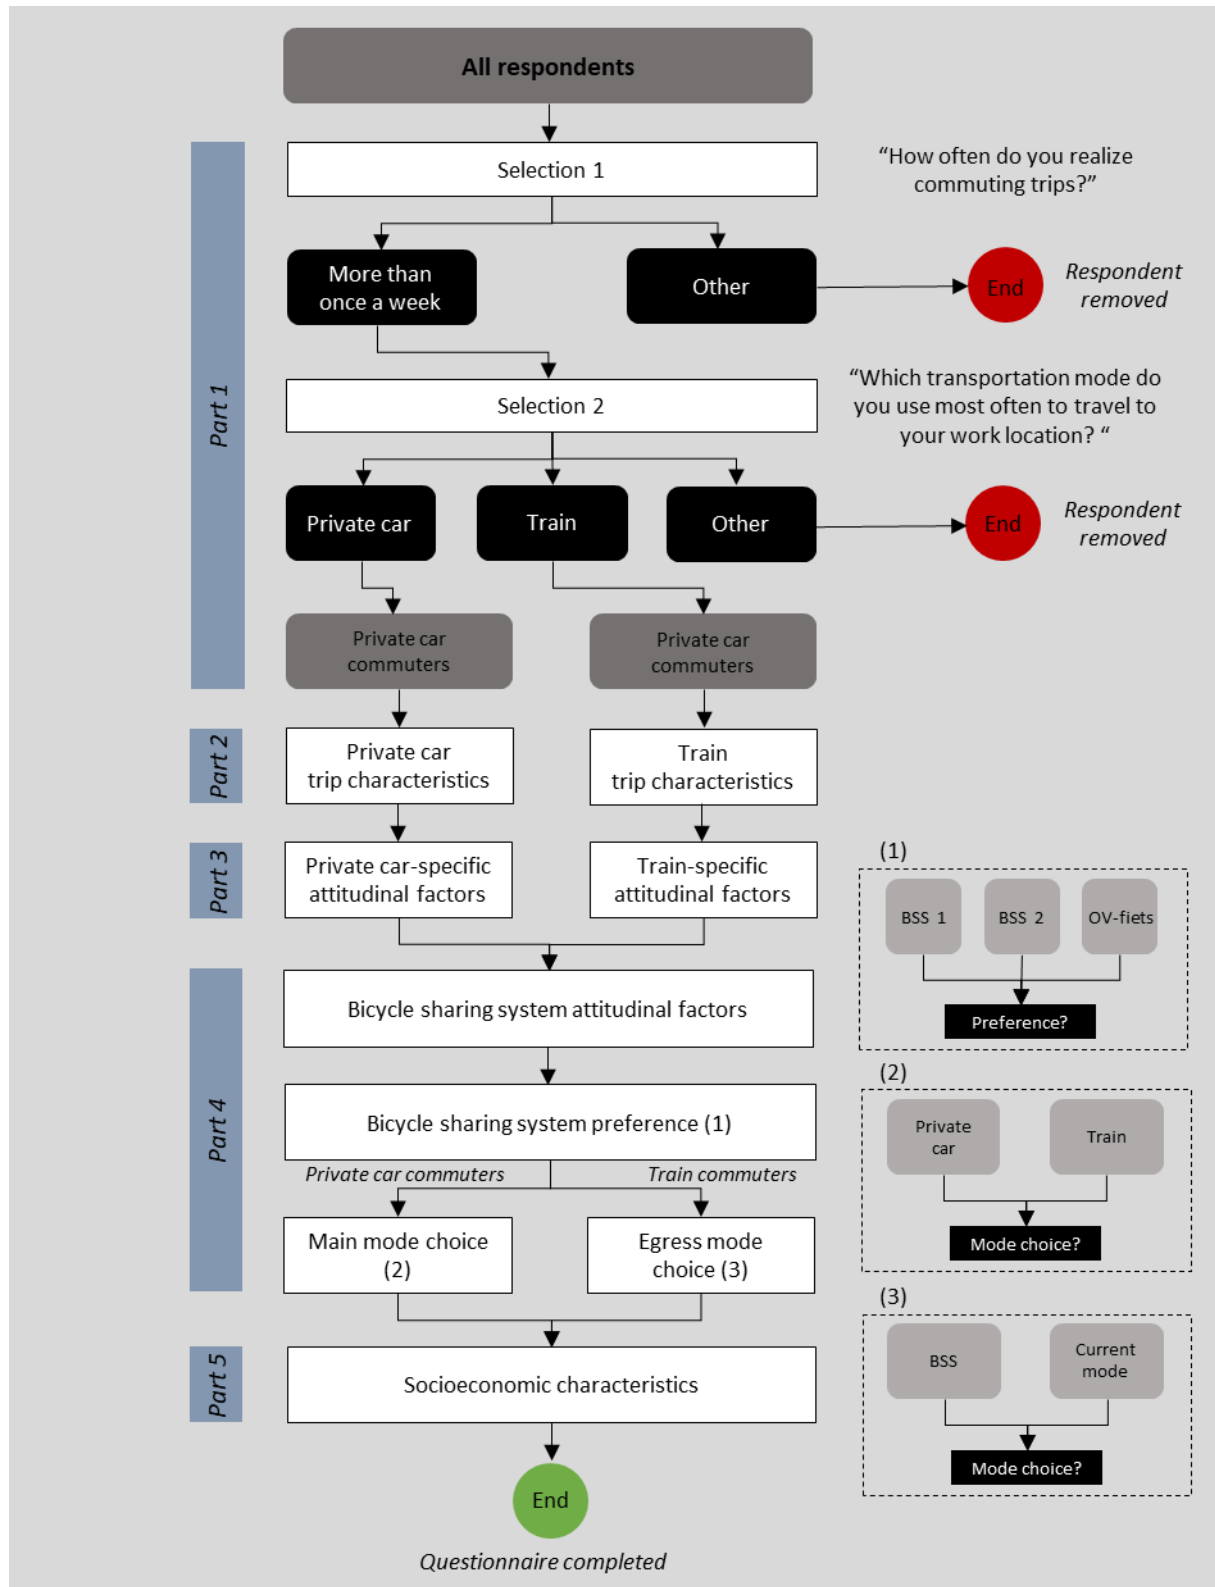 All respondents
Part 1
Selection 1
“How often do you realize
commuting trips?”
More than
once a week
Other
End
Respondent
removed
Selection 2
“Which transportation mode do
you use most often to travel to
your work location? “
Private car
Train
Other
End
Respondent
removed
Private car
commuters
Private car
commuters
Part 2
Private car
trip characteristics
Train
trip characteristics
Part 3
Private car-specific
attitudinal factors
Train-specific
attitudinal factors
Part 4
Bicycle sharing system attitudinal factors
Bicycle sharing system preference (1)
Private car commuters
Train commuters
Main mode choice
(2)
Egress mode
choice (3)
Part 5
Socioeconomic characteristics
End
Questionnaire completed
(1)
BSS 1
BSS 2
OV-fiets
Preference?
(2)
Private
car
Train
Mode choice?
(3)
BSS
Current
mode
Mode choice?